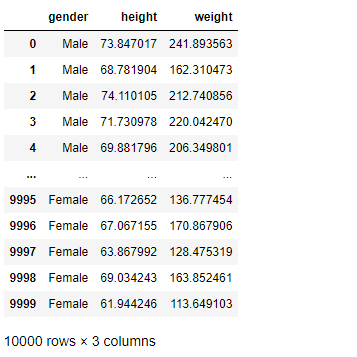 gender height weight
0 Male 73.847017 241.893563
1 Male 68.781904 162.310473
2 Male 74.110105 212.740856
3 Male 71.730978 220.042470
4 Male 69.881796 206.349801
... ... ... ...
9995 Female 66.172652 136.777454
9996 Female 67.067155 170.867906
9997 Female 63.867992 128.475319
9998 Female 69.034243 163.852461
9999 Female 61.944246 113.649103
10000 rows × 3 columns